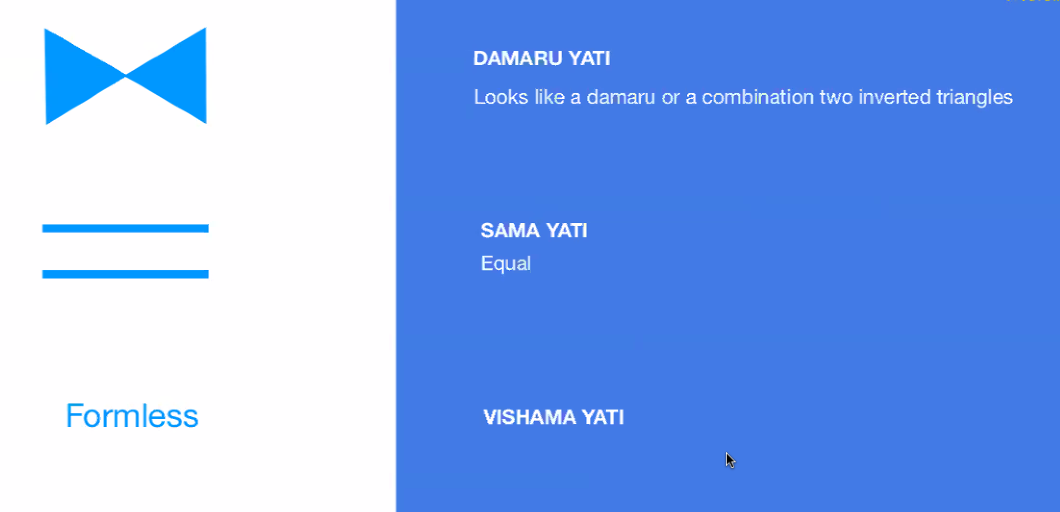 DAMARU YATI
Looks like a damaru or a combination two inverted triangles
SAMA YATI
Equal
Formless
VISHAMA YATI